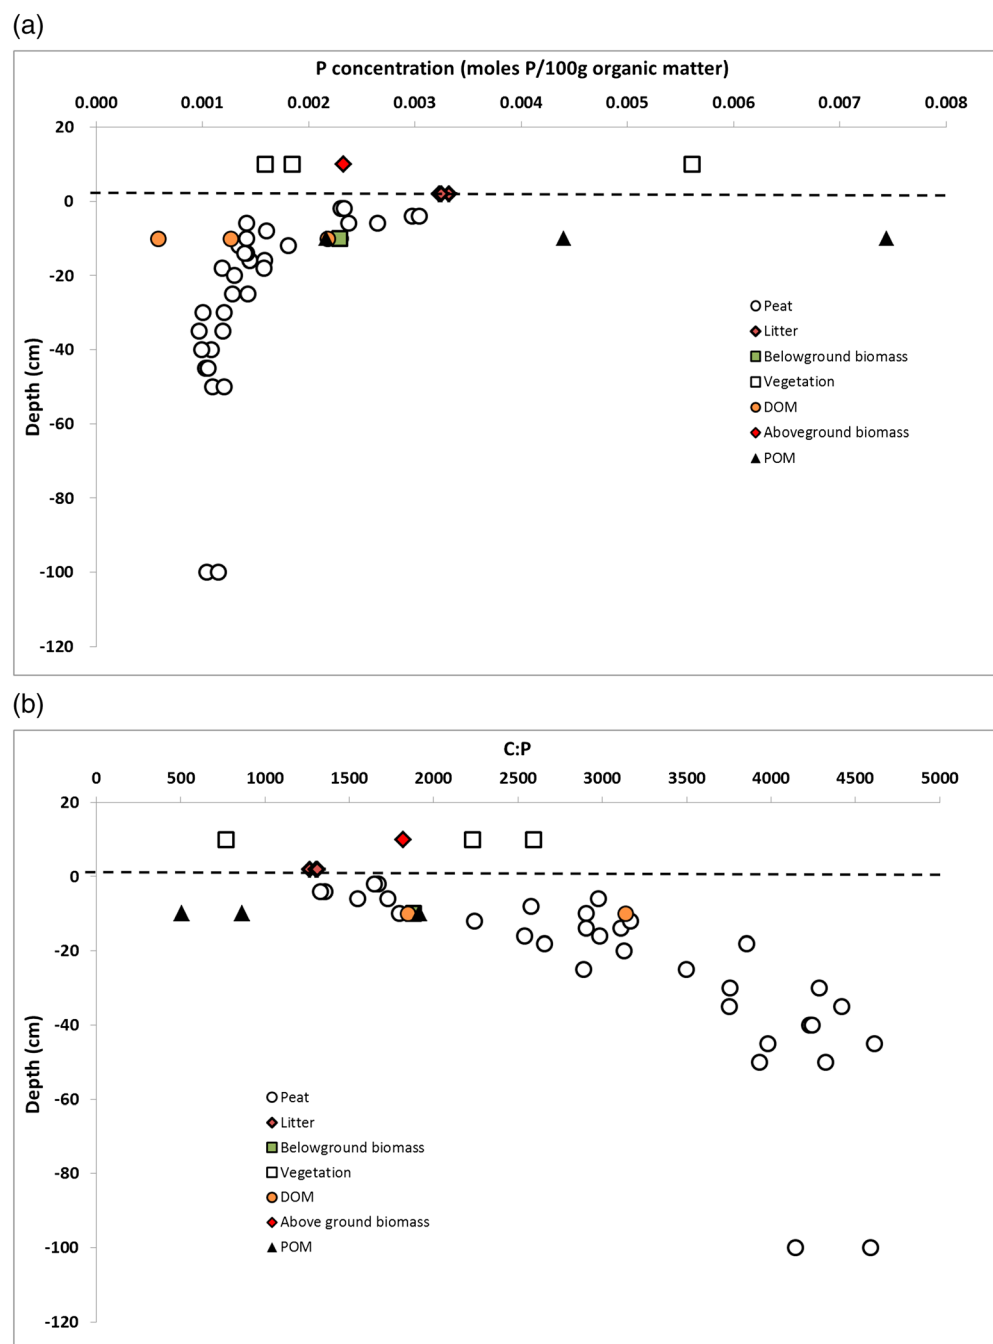 (a)
P concentration (moles P/100g organic matter)
0.000 0.001 0.002 0.003 0.004 0.005 0.006 0.007 0.008
20
0
-20
-40
-60
-80
-100
-120
Depth (cm)
Peat
Litter
Belowground biomass
Vegetation
DOM
Aboveground biomass
POM
(b)
C:P
0 500 1000 1500 2000 2500 3000 3500 4000 4500 5000
20
0
-20
-40
-60
-80
-100
-120
Depth (cm)
Peat
Litter
Belowground biomass
Vegetation
DOM
Above ground biomass
POM